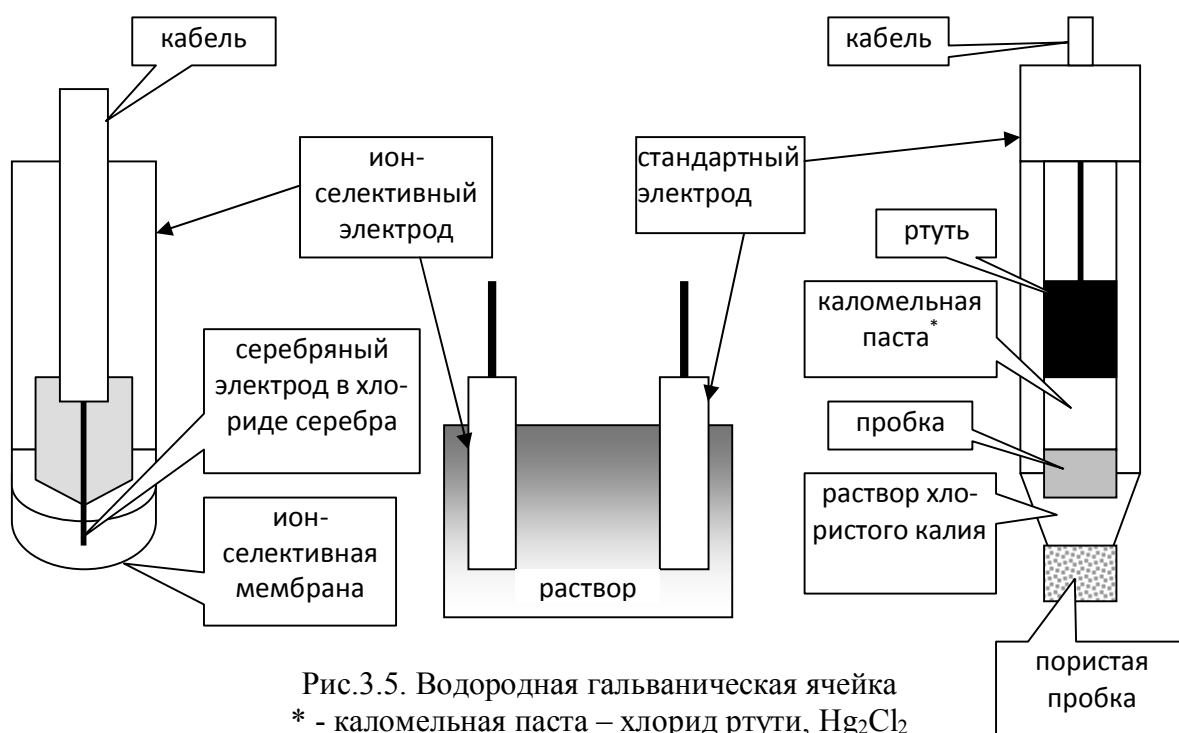 кабель
ион-
селективный
электрод
серебряный
электрод в хло-
риде серебра
ион-
селективная
мембрана
раствор
кабель
стандартный
электрод
ртуть
каломельная
паста*
пробка
раствор хло-
ристого калия
пористая
пробка
Рис.3.5. Водородная гальваническая ячейка
* - каломельная паста – хлорид ртути, Hg₂Cl₂